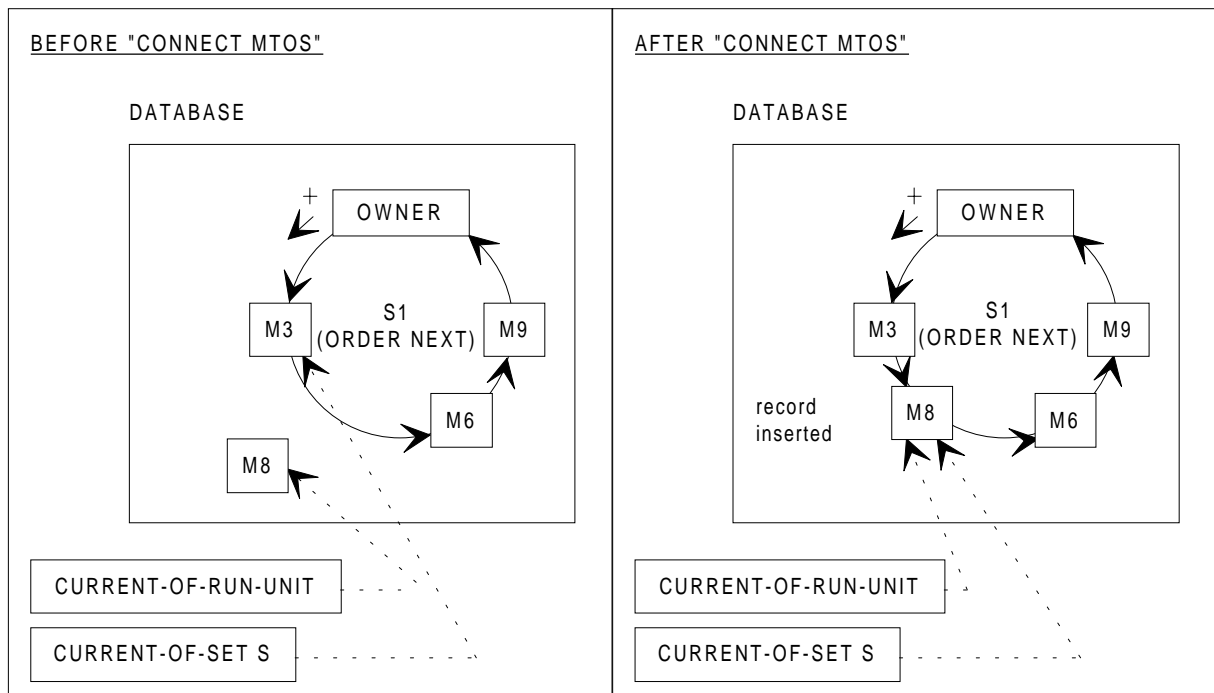 BEFORE "CONNECT MTOS"
DATABASE
+
OWNER
M3
S1
(ORDER NEXT)
M9
M6
M8
CURRENT-OF-RUN-UNIT
CURRENT-OF-SET S
AFTER "CONNECT MTOS"
DATABASE
+
OWNER
M3
S1
(ORDER NEXT)
M9
record
inserted
M8
M6
CURRENT-OF-RUN-UNIT
CURRENT-OF-SET S